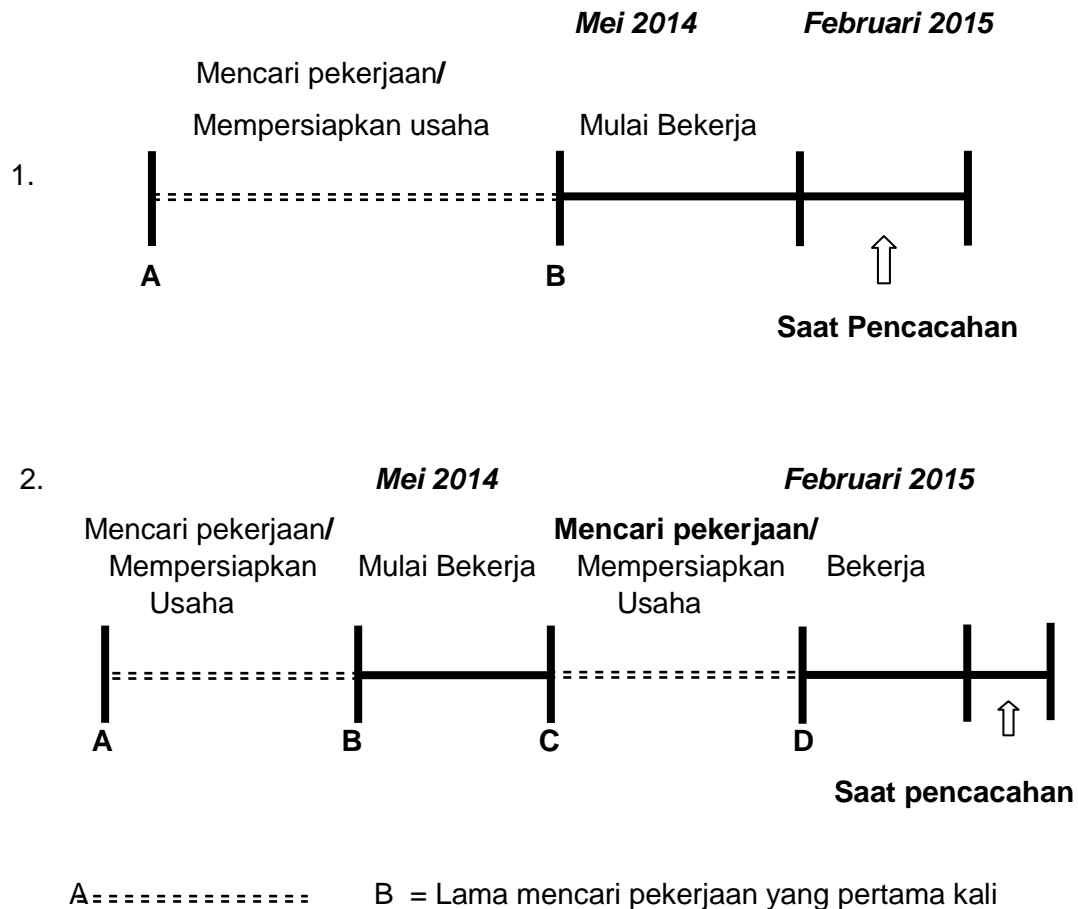 Mei 2014 Februari 2015
Mencari pekerjaan/
Mempersiapkan usaha Mulai Bekerja
1.
A B
Saat Pencacahan
2. Mei 2014 Februari 2015
Mencari pekerjaan/ Mencari pekerjaan/
Mempersiapkan Mulai Bekerja Mempersiapkan Bekerja
Usaha Usaha
A B C D
Saat pencacahan
A B = Lama mencari pekerjaan yang pertama kali